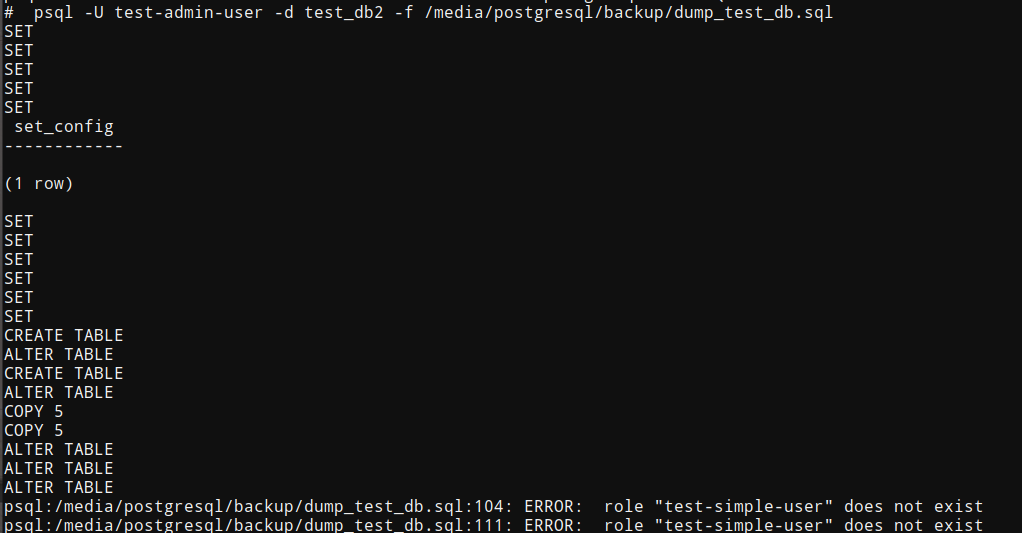 #  psql -U test-admin-user -d test_db2 -f /media/postgresql/backup/dump_test_db.sql
SET
SET
SET
SET
SET
 set_config
------------

(1 row)

SET
SET
SET
SET
SET
SET
CREATE TABLE
ALTER TABLE
CREATE TABLE
ALTER TABLE
COPY 5
COPY 5
ALTER TABLE
ALTER TABLE
ALTER TABLE
psql:/media/postgresql/backup/dump_test_db.sql:104: ERROR:  role "test-simple-user" does not exist
psql:/media/postgresql/backup/dump_test_db.sql:111: ERROR:  role "test-simple-user" does not exist